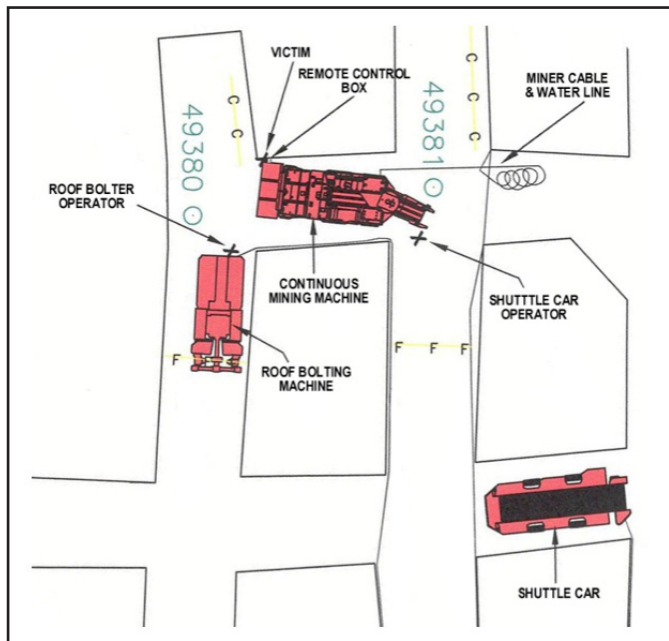 VICTIM
REMOTE CONTROL
BOX
MINER CABLE
& WATER LINE
C
C
C
C
C
49380
49381
ROOF BOLTER
OPERATOR
CONTINUOUS
MINING MACHINE
SHUTTTLE CAR
OPERATOR
F
F F F
ROOF BOLTING
MACHINE
SHUTTLE CAR